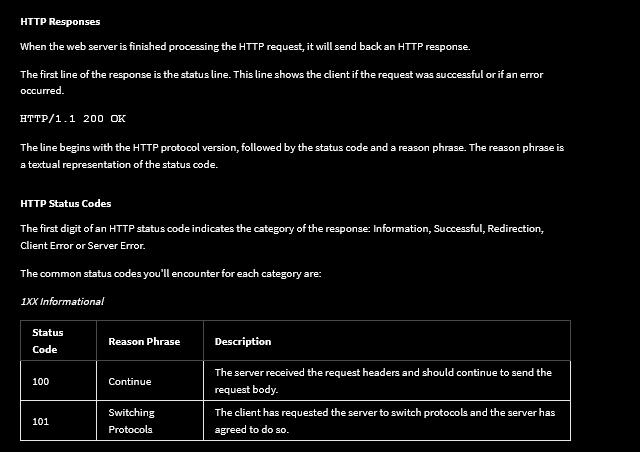 HTTP Responses
When the web server is finished processing the HTTP request, it will send back an HTTP response.
The first line of the response is the status line. This line shows the client if the request was successful or if an error
occurred.
HTTP/1.1 200 OK
The line begins with the HTTP protocol version, followed by the status code and a reason phrase. The reason phrase is
a textual representation of the status code.
HTTP Status Codes
The first digit of an HTTP status code indicates the category of the response: Information, Successful, Redirection,
Client Error or Server Error.
The common status codes you'll encounter for each category are:
1XX Informational
Status
Code
Reason Phrase
Description
100
Continue
The server received the request headers and should continue to send the
request body.
101
Switching
Protocols
The client has requested the server to switch protocols and the server has
agreed to do so.